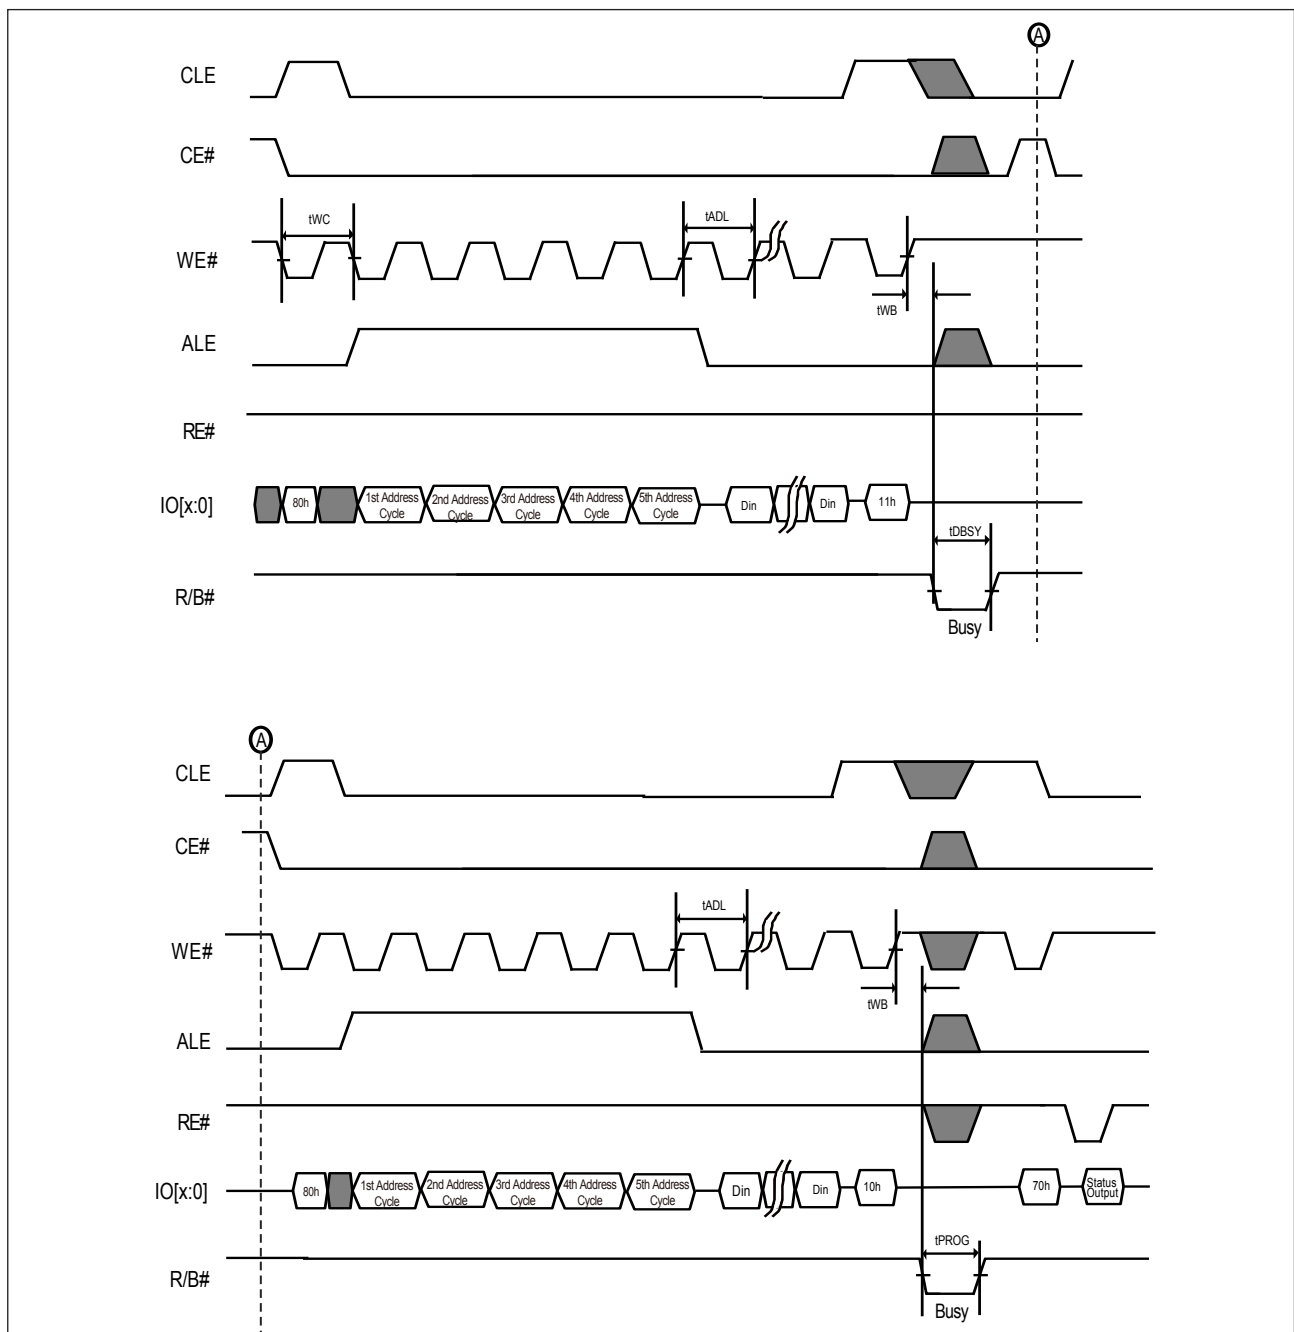 A
CLE
CE#
tWC
tADL
WE#
tWB
ALE
RE#
IO[x:0]
80h
1st Address
Cycle
2nd Address
Cycle
3rd Address
Cycle
4th Address
Cycle
5th Address
Cycle
Din
Din
11h
tDBSY
R/B#
Busy
A
CLE
CE#
tADL
WE#
tWB
ALE
RE#
IO[x:0]
80h
1st Address
Cycle
2nd Address
Cycle
3rd Address
Cycle
4th Address
Cycle
5th Address
Cycle
Din
Din
10h
70h
Status
Output
tPROG
R/B#
Busy